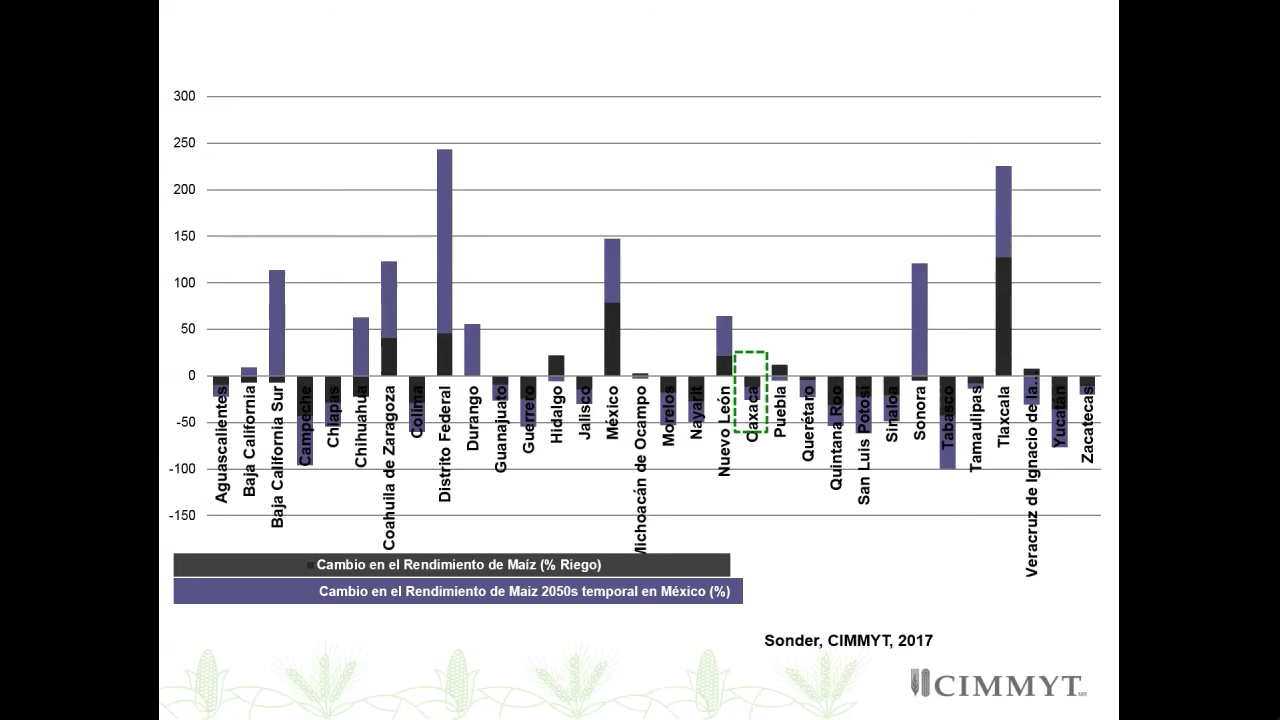 300
250
200
150
100
50
0
-50
-100
-150
Aguascalientes
Baja California
Baja California Sur
Campeche
Chiapas
Chihuahua
Coahuila de Zaragoza
Colima
Distrito Federal
Durango
Guanajuato
Guerrero
Hidalgo
Jalisco
México
Michoacán de Ocampo
Morelos
Nayarit
Nuevo León
Oaxaca
Puebla
Querétaro
Quintana Roo
San Luis Potosí
Sinaloa
Sonora
Tabasco
Tamaulipas
Tlaxcala
Veracruz de Ignacio de la…
Yucatán
Zacatecas
Cambio en el Rendimiento de Maíz (% Riego)
Cambio en el Rendimiento de Maiz 2050s temporal en México (%)
Sonder, CIMMYT, 2017
CIMMYT MR